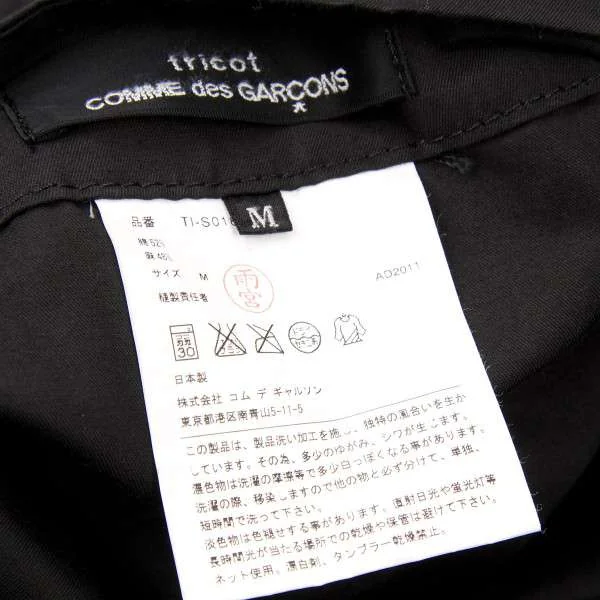 tricot
COMME des GARÇONS
M
品番 TI-S01
綿52%
麻48%
サイズ M
AD2011
縫製責任者
雨宮
30
日本製
株式会社 コム デ ギャルソン
東京都港区南青山5-11-5
この製品は、製品洗い加工を施し、独特の風合いを生か
しています。その為、多少のゆがみ、シワが生じます。
濃色物は洗濯の摩擦等で多少白っぽくなる事があります。
洗濯の際、移染しますので他の物と必ず分けて、単独、
短時間で洗って下さい。
淡色物は色褪せする事があります。直射日光や蛍光灯等
長時間光が当たる場所での乾燥や保管は避けて下さい。
ネット使用。漂白剤、タンブラー乾燥禁止。